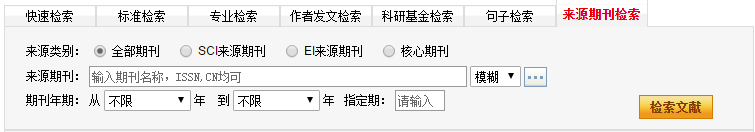 快速检索 标准检索 专业检索 作者发文检索 科研基金检索 句子检索 来源期刊检索
来源类别： 全部期刊 SCI来源期刊 EI来源期刊 核心期刊
来源期刊： 输入期刊名称，ISSN,CN均可 模糊 ...
期刊年期：从 不限 年 到 不限 年 指定期： 请输入
检索文献